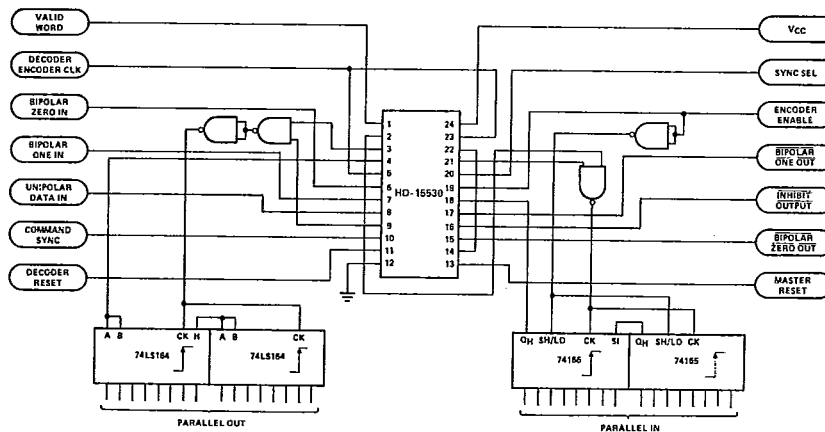 VALID
WORD
DECODER
ENCODER CLK
BIPOLAR
ZERO IN
BIPOLAR
ONE IN
UNIPOLAR
DATA IN
COMMAND
SYNC
DECODER
RESET
1
2
3
4
5
6
7
8
9
10
11
12
HD-15530
24
23
22
21
20
19
18
17
16
15
14
13
VCC
SYNC SEL
ENCODER
ENABLE
BIPOLAR
ONE OUT
INHIBIT
OUTPUT
BIPOLAR
ZERO OUT
MASTER
RESET
A B CK H A B CK
74LS164 74LS164
PARALLEL OUT
QH SH/LD CK SI QH SH/LD CK
74166 74165
PARALLEL IN